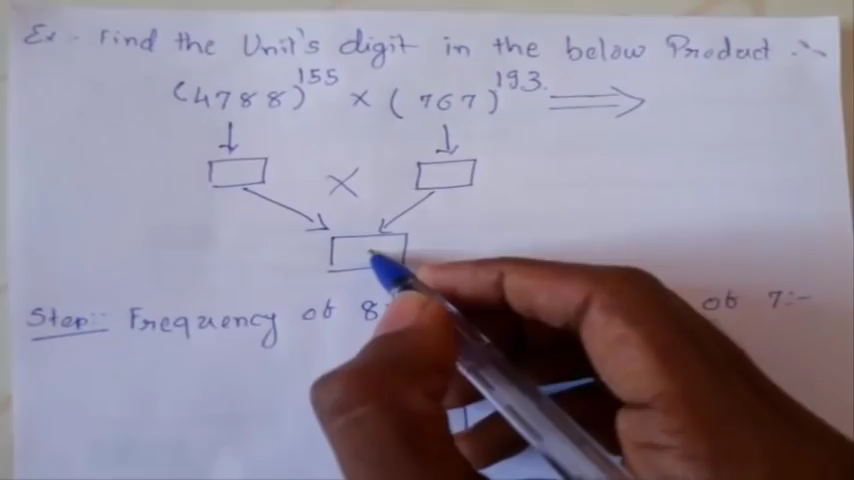 Ex - Find the Unit's digit in the below Product :-
(4788)^155 × (767)^193.
×
Step:- Frequency of 8 of 7:-